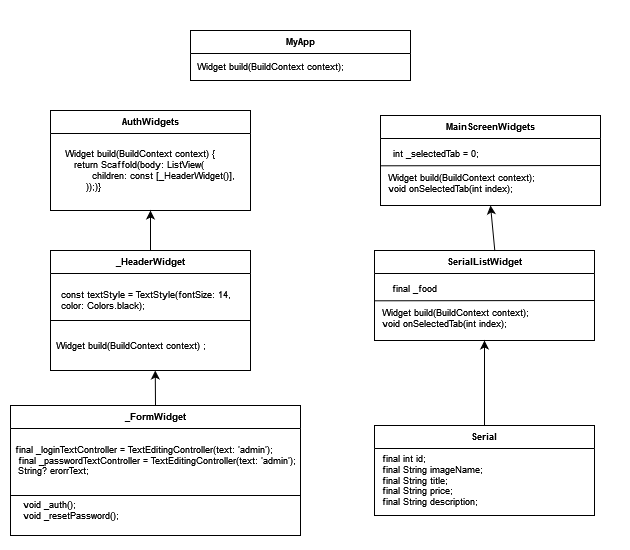 MyApp
Widget build(BuildContext context);
AuthWidgets
Widget build(BuildContext context) {
return Scaffold(body: ListView(
children: const [_HeaderWidget()],
));)}
MainScreenWidgets
int _selectedTab = 0;
Widget build(BuildContext context);
void onSelectedTab(int index);
_HeaderWidget
const textStyle = TextStyle(fontSize: 14,
color: Colors.black);
Widget build(BuildContext context) ;
SerialListWidget
final _food
Widget build(BuildContext context);
void onSelectedTab(int index);
_FormWidget
final _loginTextController = TextEditingController(text: 'admin');
final _passwordTextController = TextEditingController(text: 'admin');
String? erorrText;
void _auth();
void _resetPassword();
Serial
final int id;
final String imageName;
final String title;
final String price;
final String description;